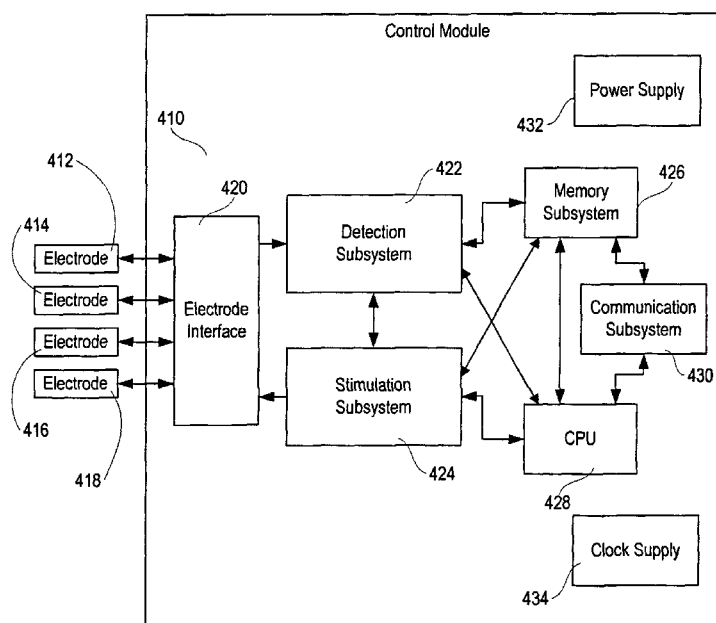 Control Module
Power Supply
432
410
412
420
422
Memory
Subsystem
426
414
Detection
Subsystem
Electrode
Electrode
Electrode
Electrode
Electrode
Interface
Communication
Subsystem
430
Stimulation
Subsystem
416
418
424
CPU
428
Clock Supply
434